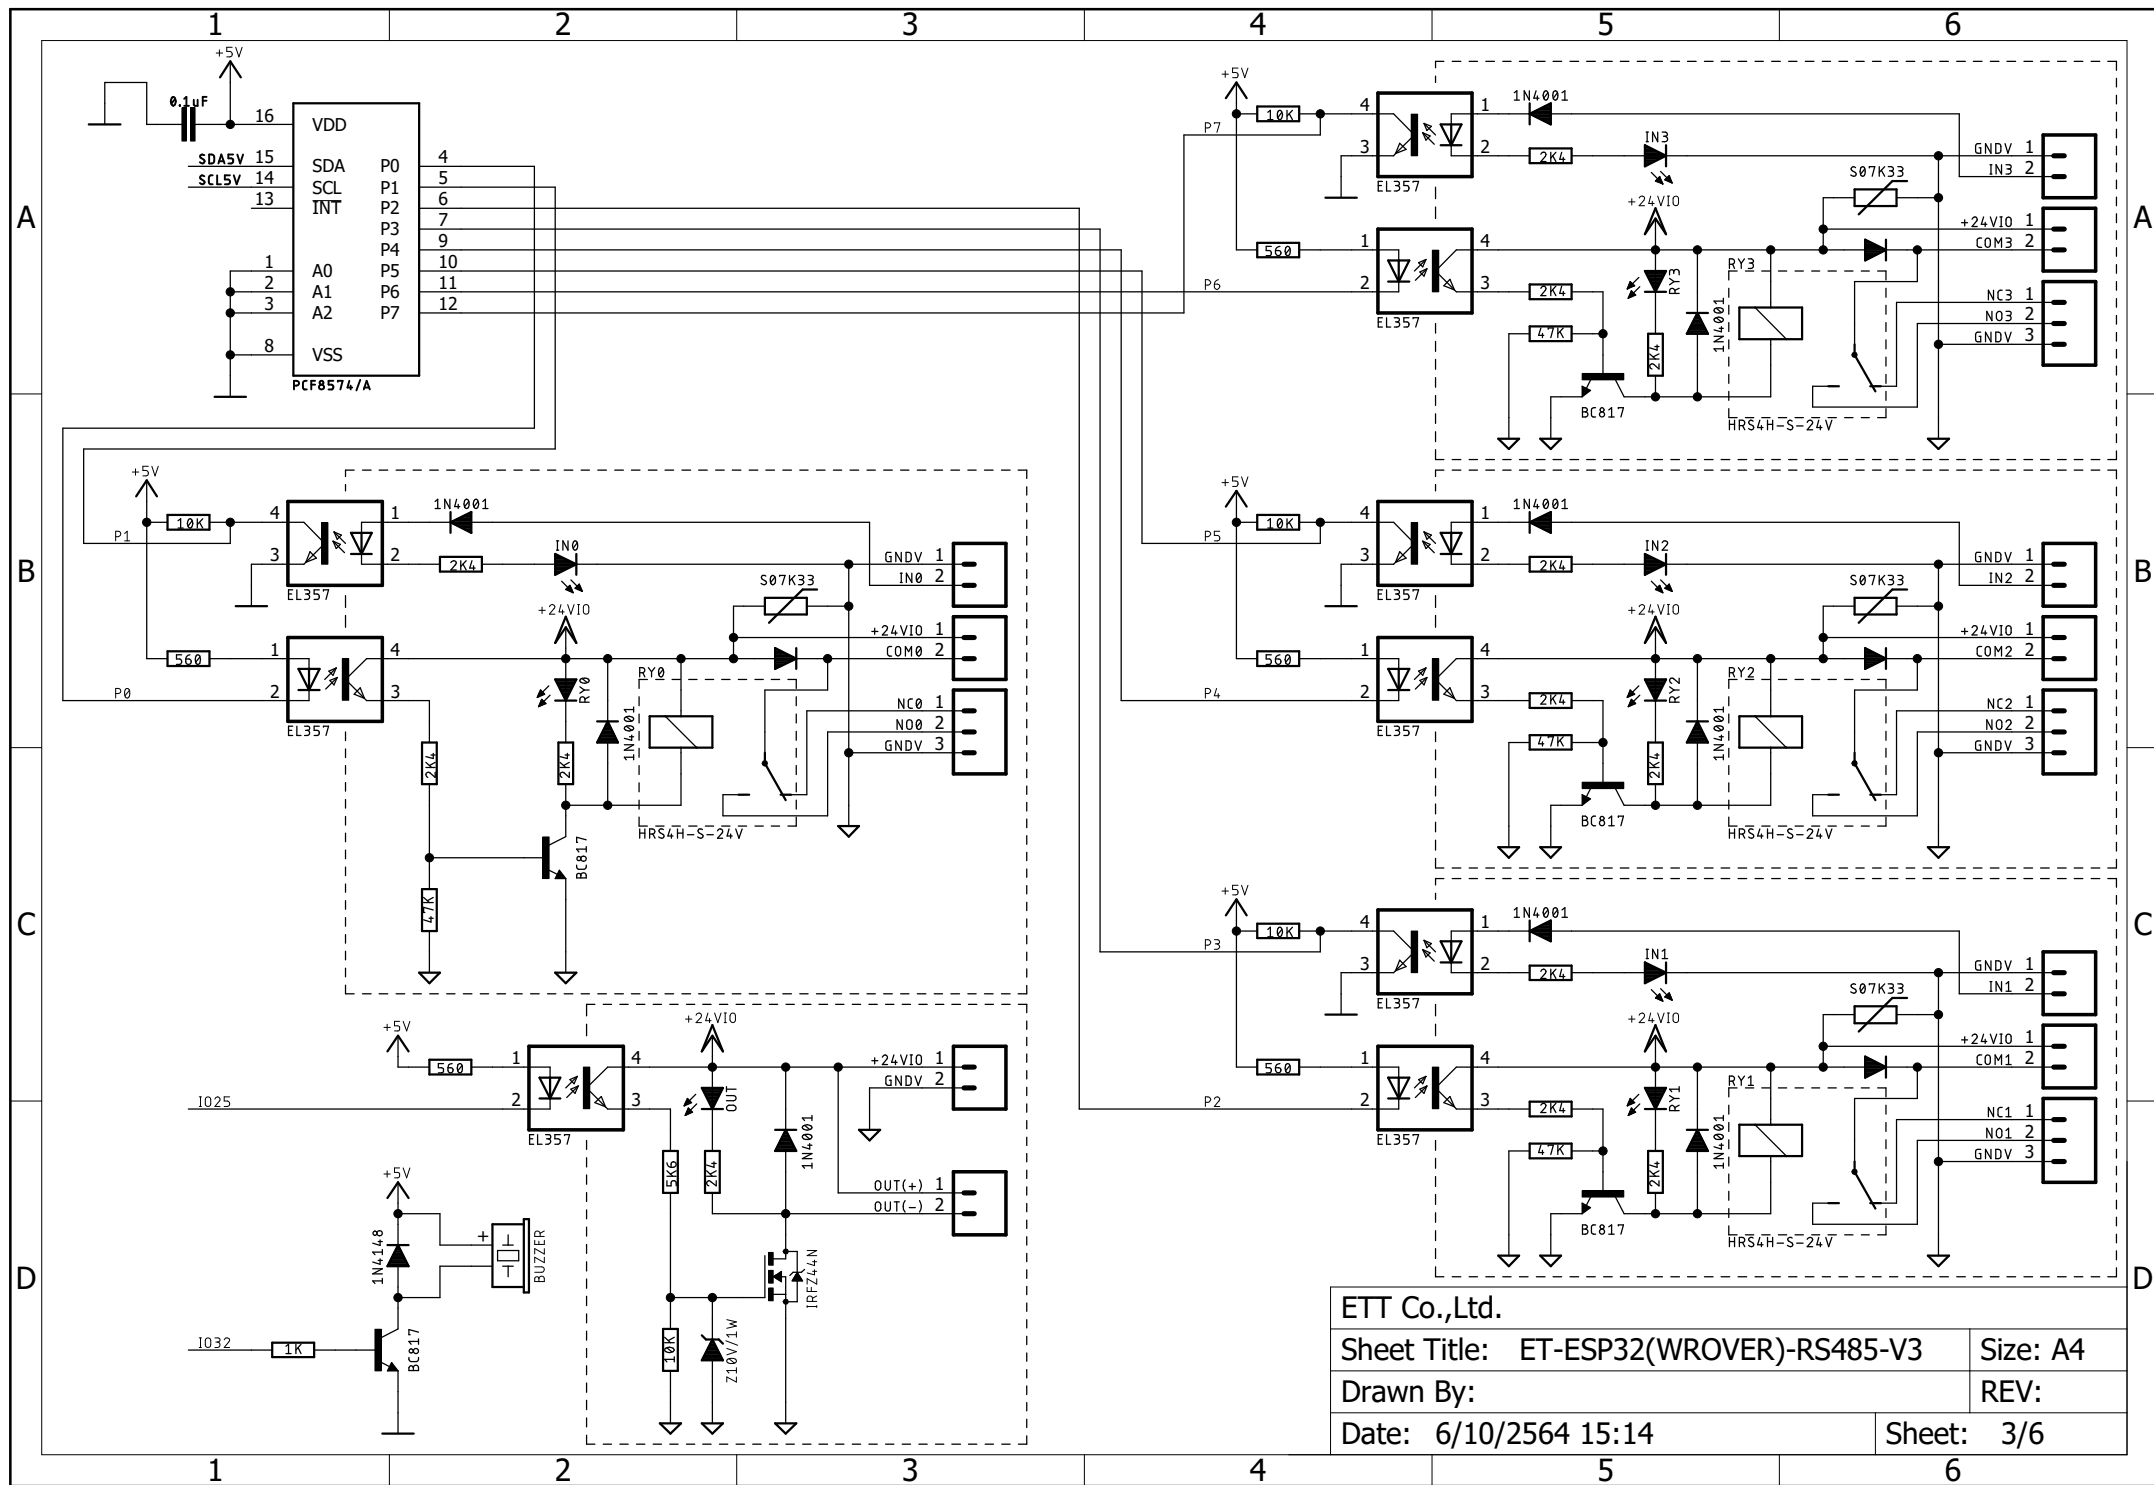 1 2 3 4 5 6
A
B
C
D
A
B
C
D
1 2 3 4 5 6
+5V
0.1uF
16 VDD
SDA5V 15 SDA P0 4
SCL5V 14 SCL P1 5
13 INT P2 6
P3 7
P4 9
1 A0 P5 10
2 A1 P6 11
3 A2 P7 12
8 VSS
PCF8574/A
+5V
10K
P1
4 1
3 2
EL357
1N4001
2K4
IN0
GNDV 1
IN0 2
S07K33
+24VIO
+24VIO 1
COM0 2
560
P0
1 4
2 3
EL357
RY0
RY0
NC0 1
NO0 2
GNDV 3
2K4
2K4
1N4001
HRS4H-S-24V
BC817
47K
+5V
560
IO25
1 4
2 3
EL357
+24VIO
+24VIO 1
GNDV 2
OUT
5K6
2K4
1N4001
OUT(+) 1
OUT(-) 2
IRFZ44N
10K
Z10V/1W
+5V
1N4148
+
BUZZER
IO32
1K
BC817
+5V
10K
P7
4 1
3 2
EL357
1N4001
2K4
IN3
GNDV 1
IN3 2
S07K33
+24VIO
+24VIO 1
COM3 2
560
P6
1 4
2 3
EL357
2K4
47K
RY3
RY3
2K4
1N4001
NC3 1
NO3 2
GNDV 3
BC817
HRS4H-S-24V
+5V
10K
P5
4 1
3 2
EL357
1N4001
2K4
IN2
GNDV 1
IN2 2
S07K33
+24VIO
+24VIO 1
COM2 2
560
P4
1 4
2 3
EL357
2K4
47K
RY2
RY2
2K4
1N4001
NC2 1
NO2 2
GNDV 3
BC817
HRS4H-S-24V
+5V
10K
P3
4 1
3 2
EL357
1N4001
2K4
IN1
GNDV 1
IN1 2
S07K33
+24VIO
+24VIO 1
COM1 2
560
P2
1 4
2 3
EL357
2K4
47K
RY1
RY1
2K4
1N4001
NC1 1
NO1 2
GNDV 3
BC817
HRS4H-S-24V
ETT Co.,Ltd.
Sheet Title: ET-ESP32(WROVER)-RS485-V3 Size: A4
Drawn By: REV:
Date: 6/10/2564 15:14 Sheet: 3/6